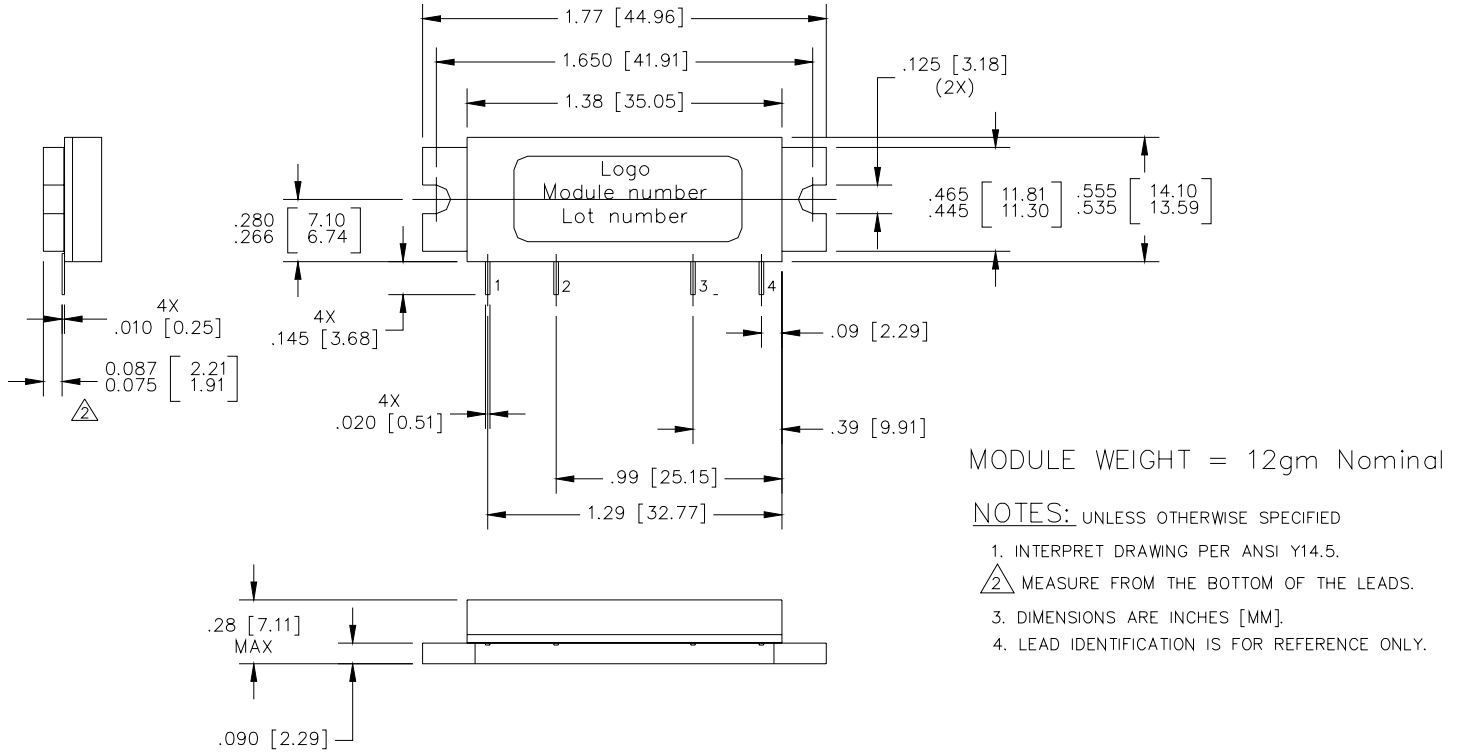 1.77 [44.96]
1.650 [41.91]
1.38 [35.05]
.125 [3.18]
(2X)
Logo
Module number
Lot number
.280 [ 7.10 ]
.266 [ 6.74 ]
.465 [ 11.81 ]
.445 [ 11.30 ]
.555 [ 14.10 ]
.535 [ 13.59 ]
1
2
3
4
4X
.010 [0.25]
4X
.145 [3.68]
.09 [2.29]
0.087 [ 2.21 ]
0.075 [ 1.91 ]
2
4X
.020 [0.51]
.39 [9.91]
.99 [25.15]
1.29 [32.77]
MODULE WEIGHT = 12gm Nominal
NOTES: UNLESS OTHERWISE SPECIFIED
1. INTERPRET DRAWING PER ANSI Y14.5.
2 MEASURE FROM THE BOTTOM OF THE LEADS.
3. DIMENSIONS ARE INCHES [MM].
4. LEAD IDENTIFICATION IS FOR REFERENCE ONLY.
.28 [7.11]
MAX
.090 [2.29]